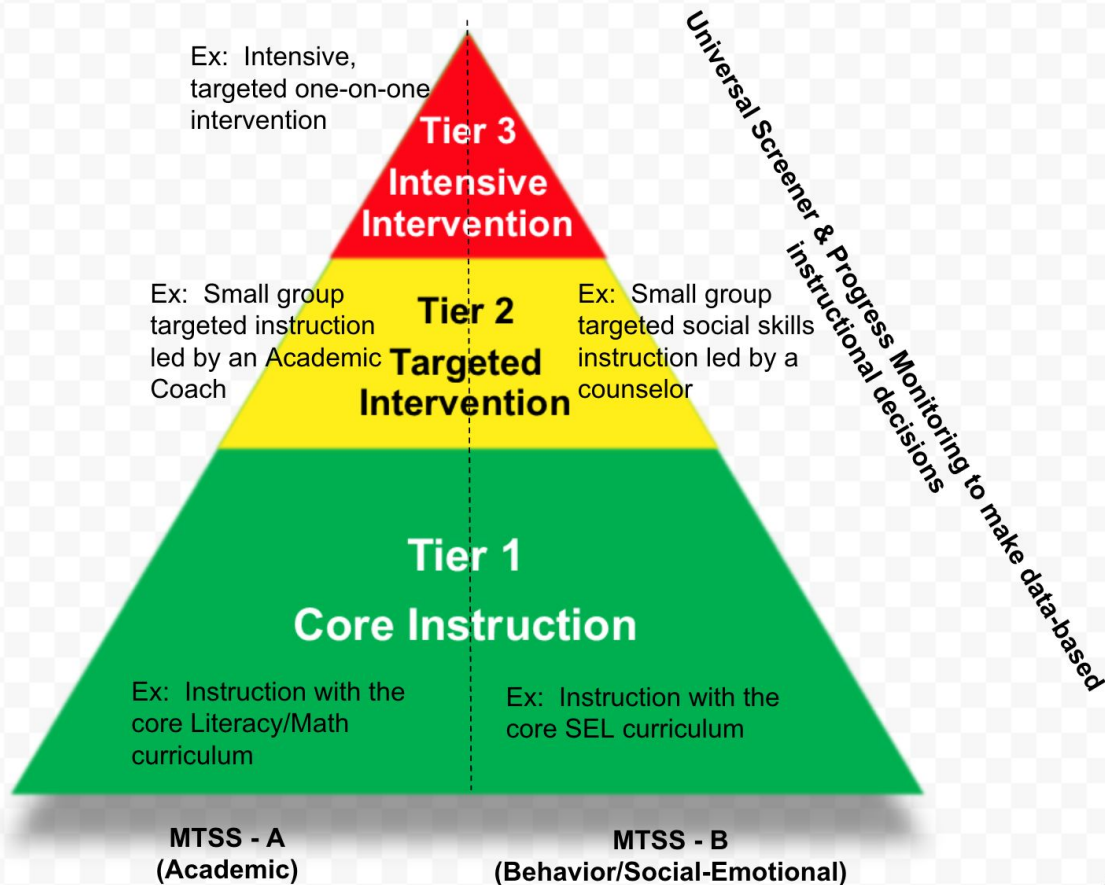 Ex:  Intensive,
targeted one-on-one
intervention
Tier 3
Intensive
Intervention
Universal Screener & Progress Monitoring to make data-based
instructional decisions
Ex:  Small group
targeted instruction
led by an Academic
Coach
Tier 2
Targeted
Intervention
Ex:  Small group
targeted social skills
instruction led by a
counselor
Tier 1
Core Instruction
Ex:  Instruction with the
core Literacy/Math
curriculum
Ex:  Instruction with the
core SEL curriculum
MTSS - A
(Academic)
MTSS - B
(Behavior/Social-Emotional)